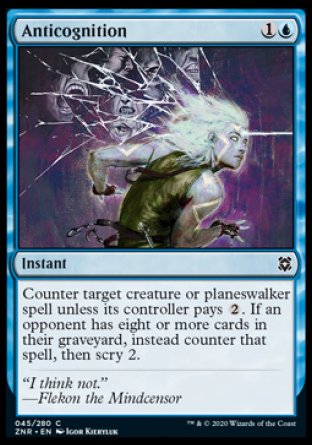 Anticognition 1
Instant
Counter target creature or planeswalker
spell unless its controller pays 2. If an
opponent has eight or more cards in
their graveyard, instead counter that
spell, then scry 2.
"I think not."
—Flekon the Mindcensor
045/280 C
ZNR • EN Igor Kieryluk
™ & © 2020 Wizards of the Coast